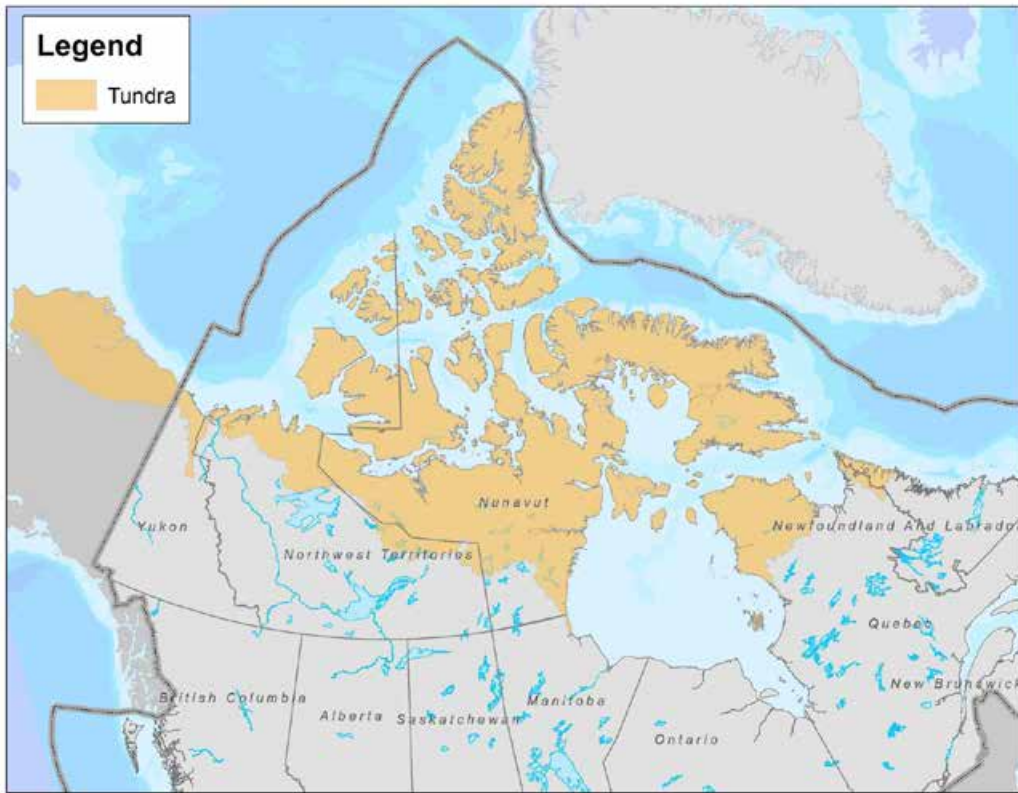 Legend
Tundra
Nunavut
Yukon
Newfoundland And Labrador
Northwest Territories
Quebec
British Columbia
Alberta
Saskatchewan
Manitoba
New Brunswick
Ontario